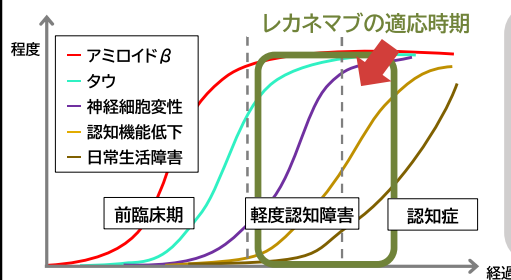 レカネマブの適応時期
程度
アミロイドβ
タウ
神経細胞変性
認知機能低下
日常生活障害
前臨床期
軽度認知障害
認知症
経過